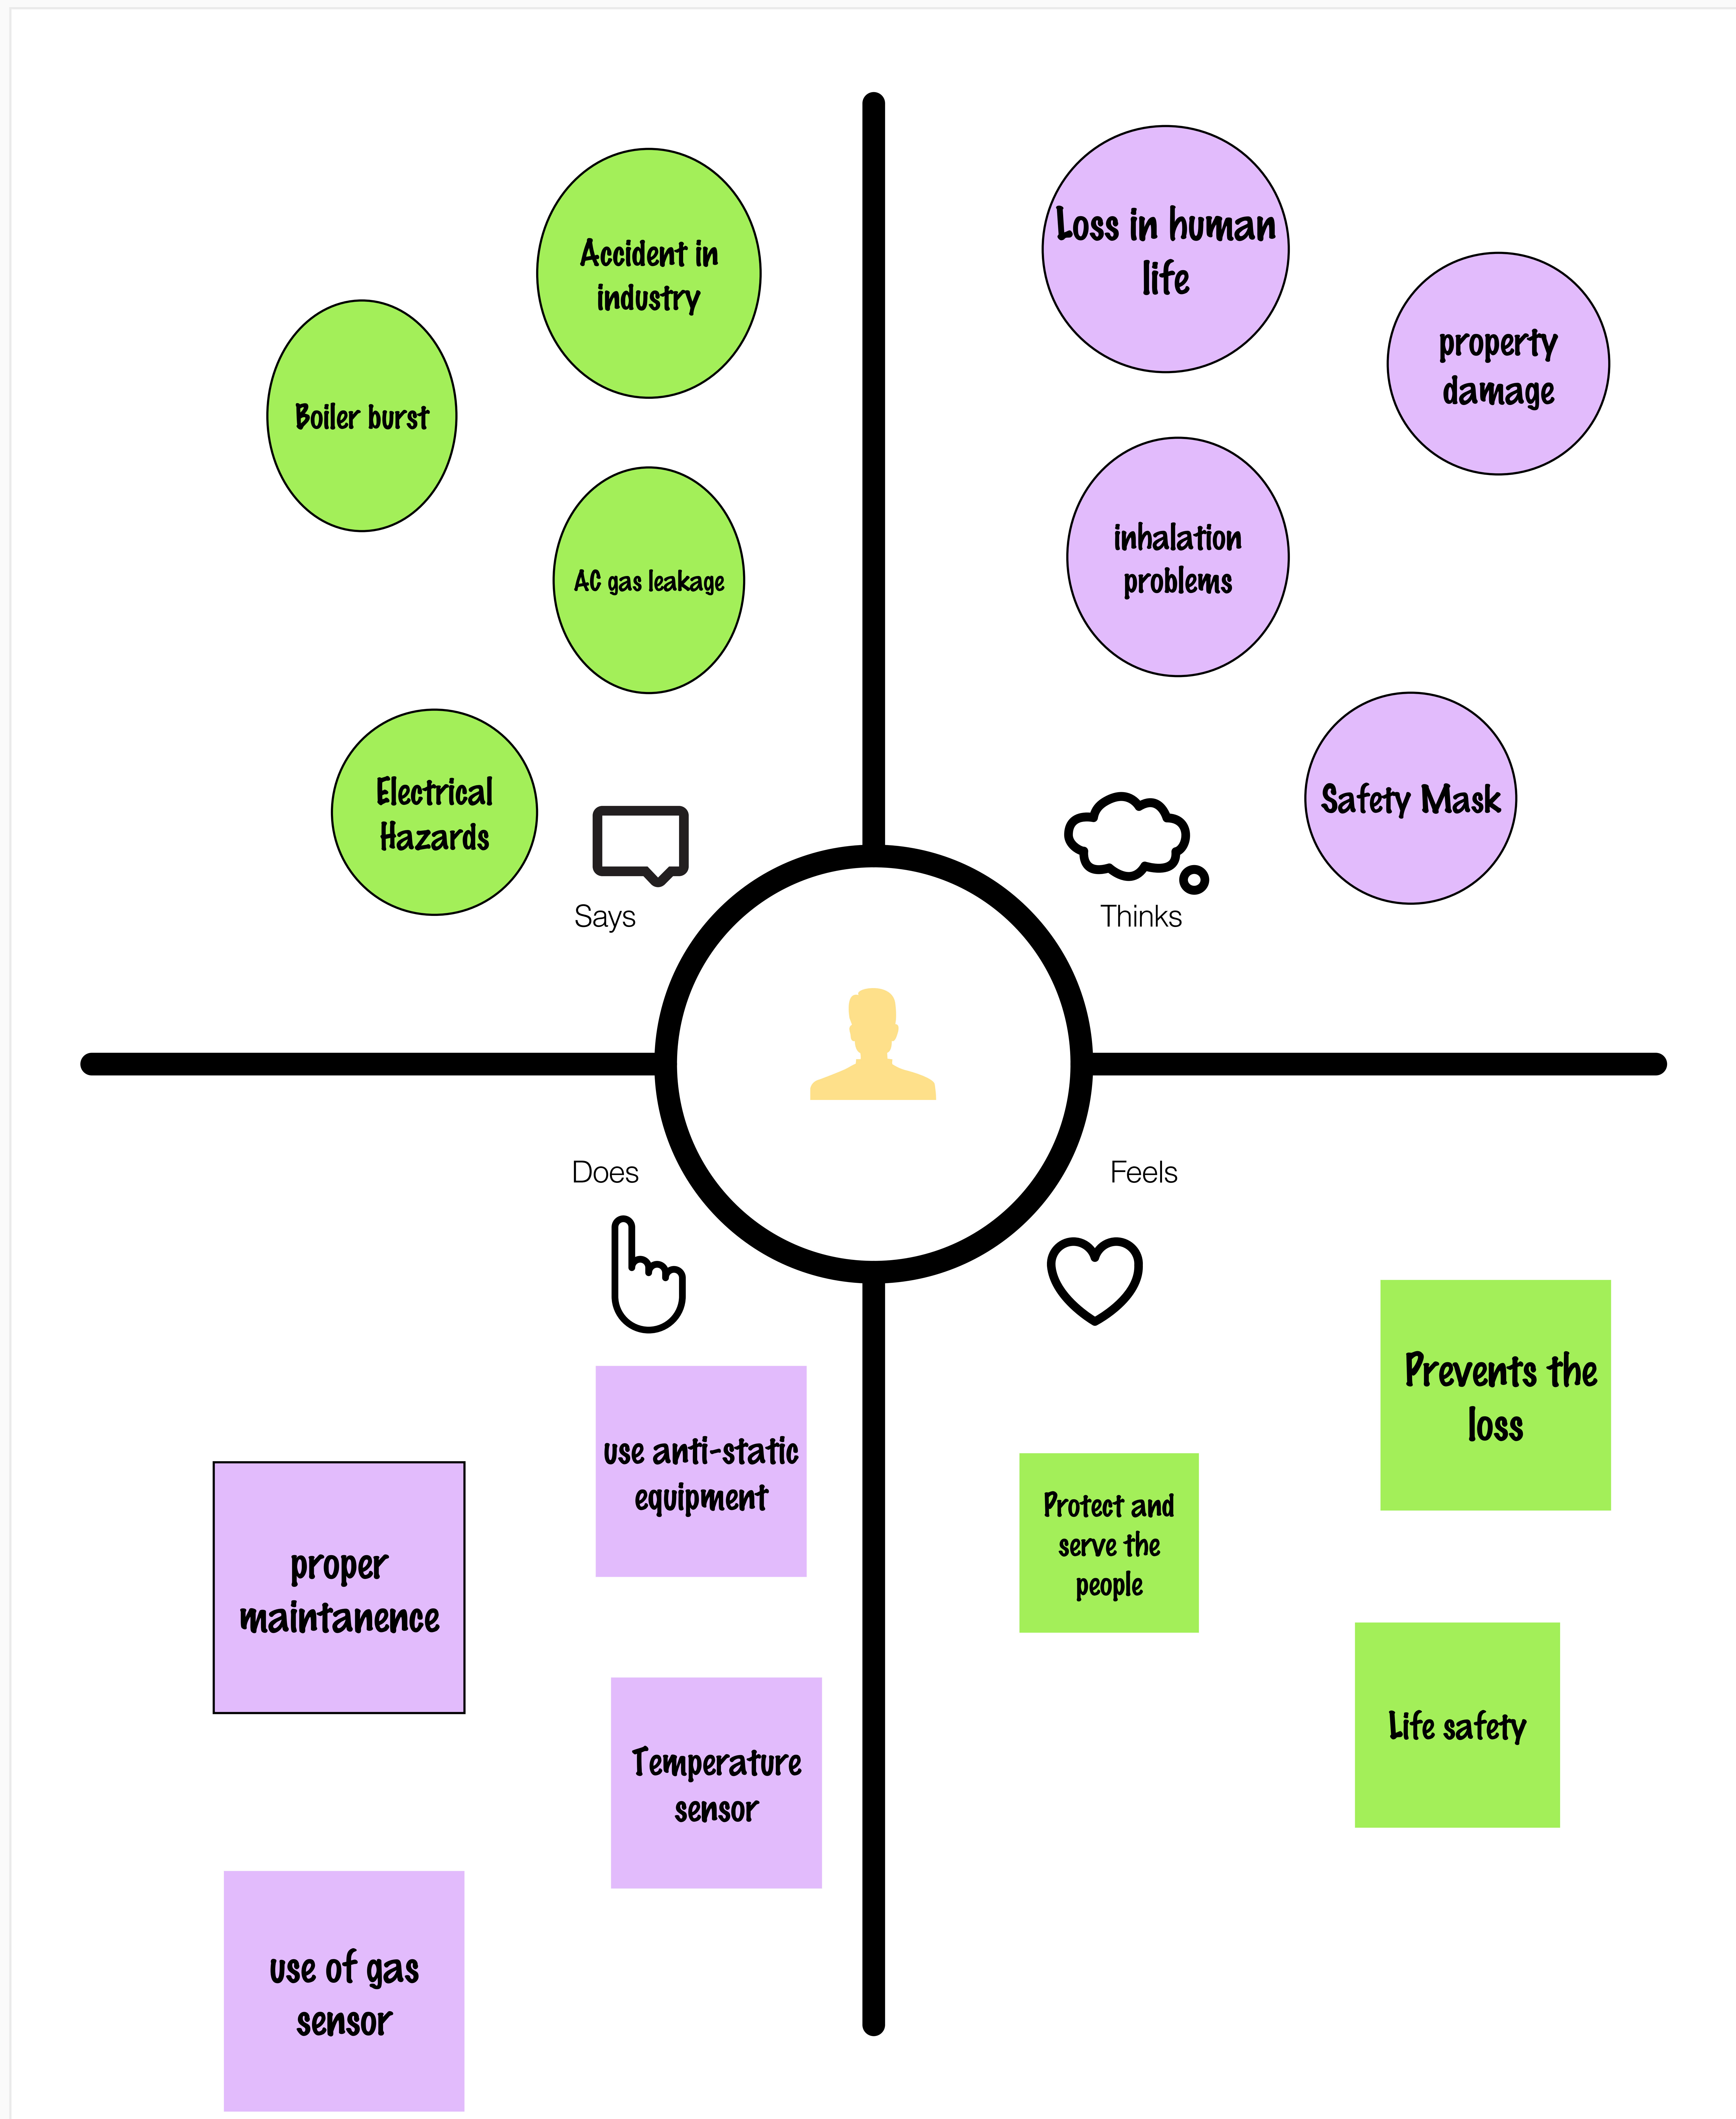 Accident in
industry
Boiler burst
AC gas leakage
Electrical
Hazards
Says
Loss in human
life
property
damage
inhalation
problems
Safety Mask
Thinks
Does
use anti-static
equipment
proper
maintanence
Temperature
sensor
use of gas
sensor
Feels
Prevents the
loss
Protect and
serve the
people
Life safety